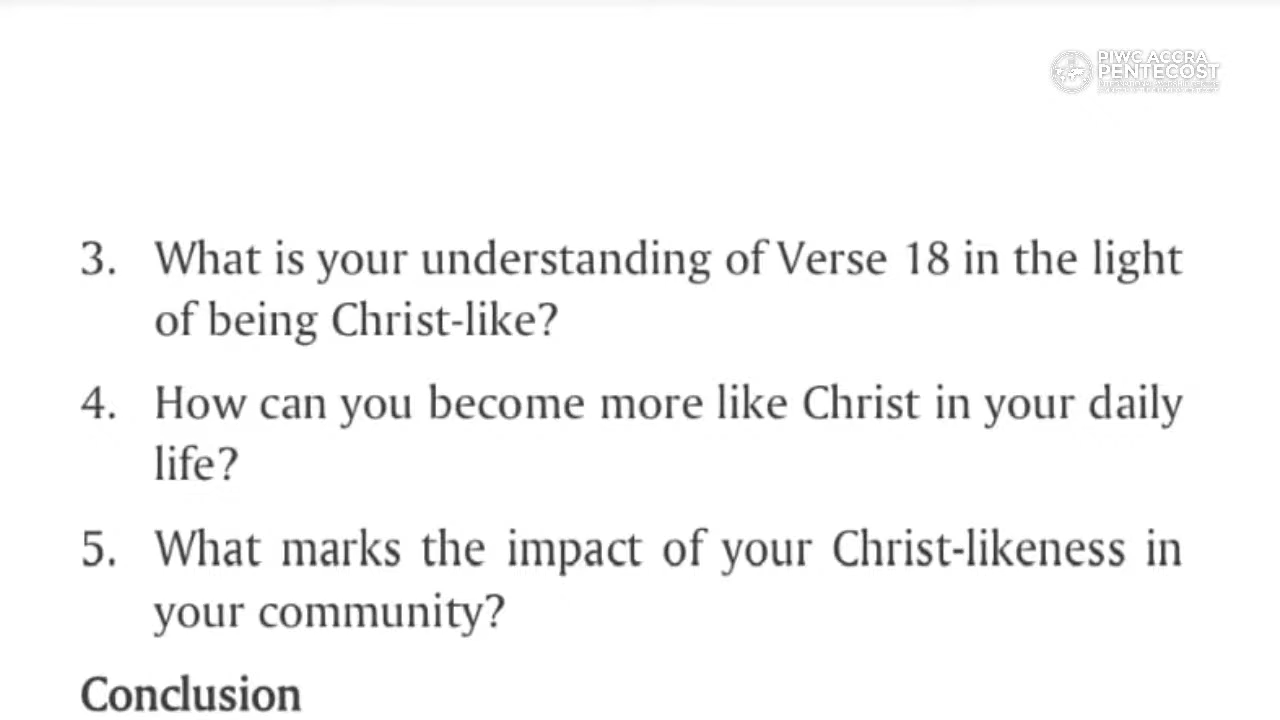 PIWC ACCRA
PENTECOST
3. What is your understanding of Verse 18 in the light
of being Christ-like?
4. How can you become more like Christ in your daily
life?
5. What marks the impact of your Christ-likeness in
your community?
Conclusion